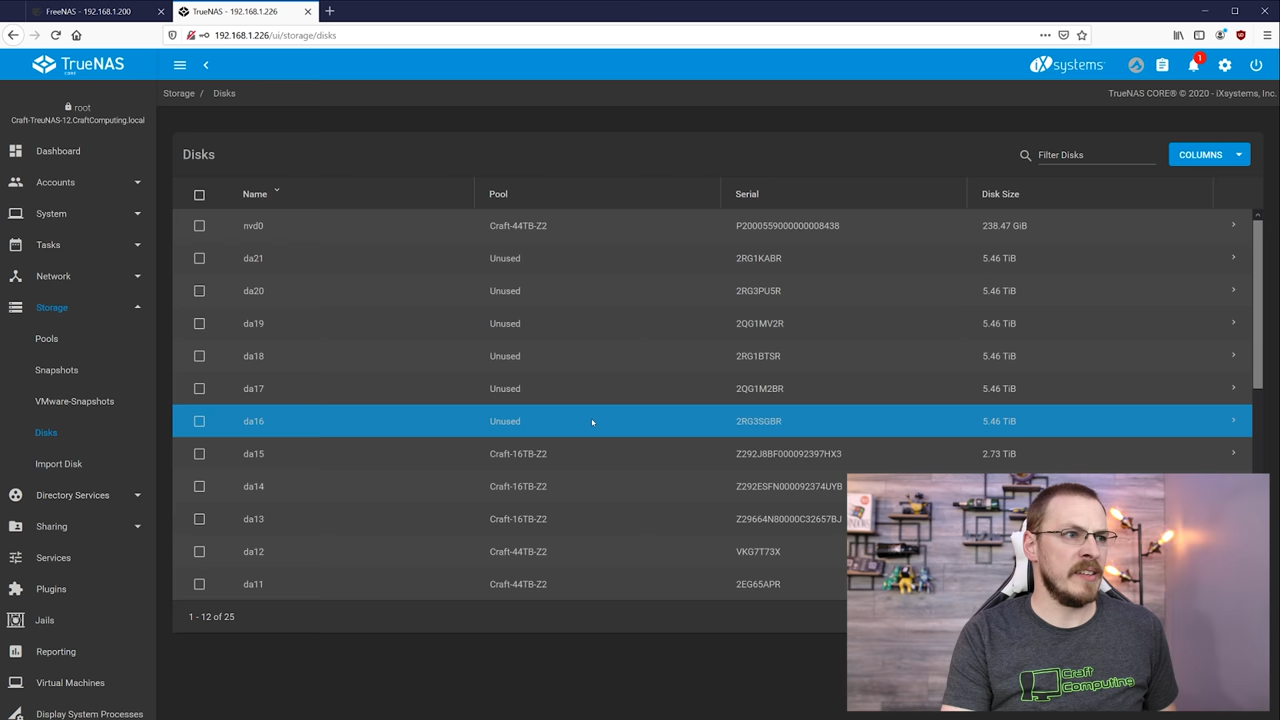 FreeNAS - 192.168.1.200
TrueNAS - 192.168.1.226
192.168.1.226/ui/storage/disks
TrueNAS
CORE
iXsystems
1
root
Craft-TreuNAS-12.CraftComputing.local
Storage / Disks
TrueNAS CORE® © 2020 - iXsystems, Inc.
Dashboard
Accounts
System
Tasks
Network
Storage
Pools
Snapshots
VMware-Snapshots
Disks
Import Disk
Directory Services
Sharing
Services
Plugins
Jails
Reporting
Virtual Machines
Display System Processes
Disks
Filter Disks
COLUMNS
Name Pool Serial Disk Size
nvd0 Craft-44TB-Z2 P2000559000000008438 238.47 GiB
da21 Unused 2RG1KABR 5.46 TiB
da20 Unused 2RG3PU5R 5.46 TiB
da19 Unused 2QG1MV2R 5.46 TiB
da18 Unused 2RG1BTSR 5.46 TiB
da17 Unused 2QG1M2BR 5.46 TiB
da16 Unused 2RG3SGBR 5.46 TiB
da15 Craft-16TB-Z2 Z292J8BF000092397HX3 2.73 TiB
da14 Craft-16TB-Z2 Z292ESFN000092374UYB
da13 Craft-16TB-Z2 Z29664N80000C32657BJ
da12 Craft-44TB-Z2 VKG7T73X
da11 Craft-44TB-Z2 2EG65APR
1 - 12 of 25
Craft
Computing